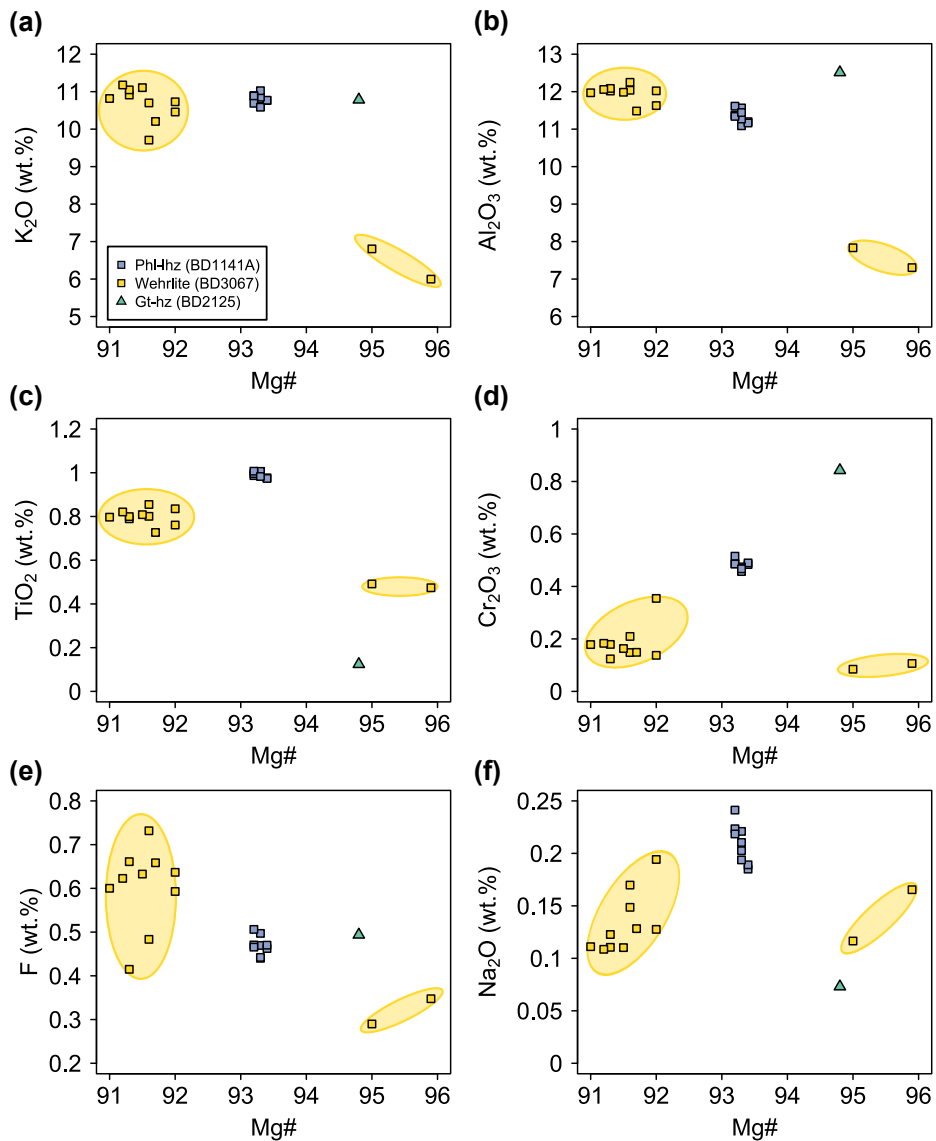 (a)
12
11
10
9
8
7
6
5
K₂O (wt.%)
Phl-lhz (BD1141A)
Wehrlite (BD3067)
Gt-hz (BD2125)
91 92 93 94 95 96
Mg#
(b)
13
12
11
10
9
8
7
6
Al₂O₃ (wt.%)
91 92 93 94 95 96
Mg#
(c)
1.2
1
0.8
0.6
0.4
0.2
0
TiO₂ (wt.%)
91 92 93 94 95 96
Mg#
(d)
1
0.8
0.6
0.4
0.2
0
Cr₂O₃ (wt.%)
91 92 93 94 95 96
Mg#
(e)
0.8
0.7
0.6
0.5
0.4
0.3
0.2
F (wt.%)
91 92 93 94 95 96
Mg#
(f)
0.25
0.2
0.15
0.1
0.05
0
Na₂O (wt.%)
91 92 93 94 95 96
Mg#